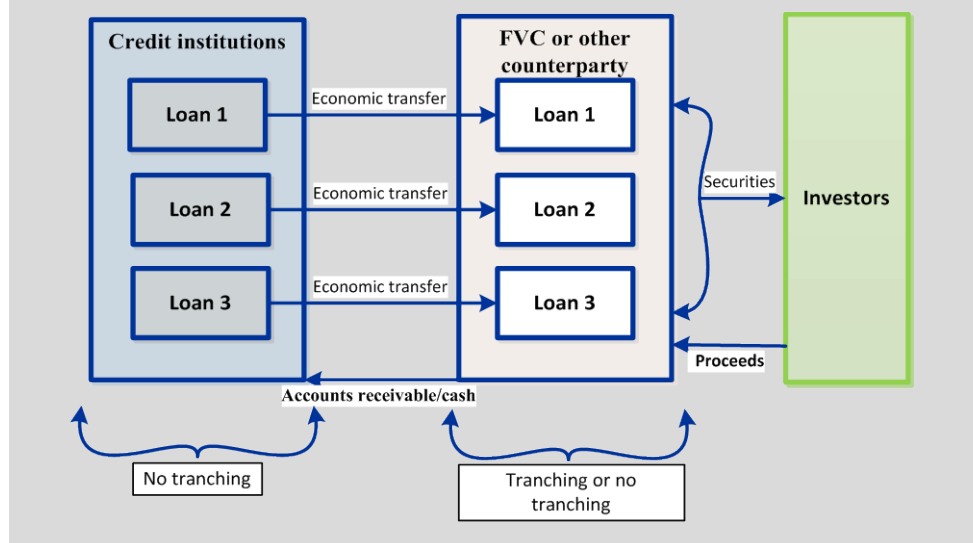 Credit institutions
FVC or other
counterparty
Loan 1
Economic transfer
Loan 1
Loan 2
Economic transfer
Loan 2
Securities
Investors
Loan 3
Economic transfer
Loan 3
Proceeds
Accounts receivable/cash
No tranching
Tranching or no
tranching